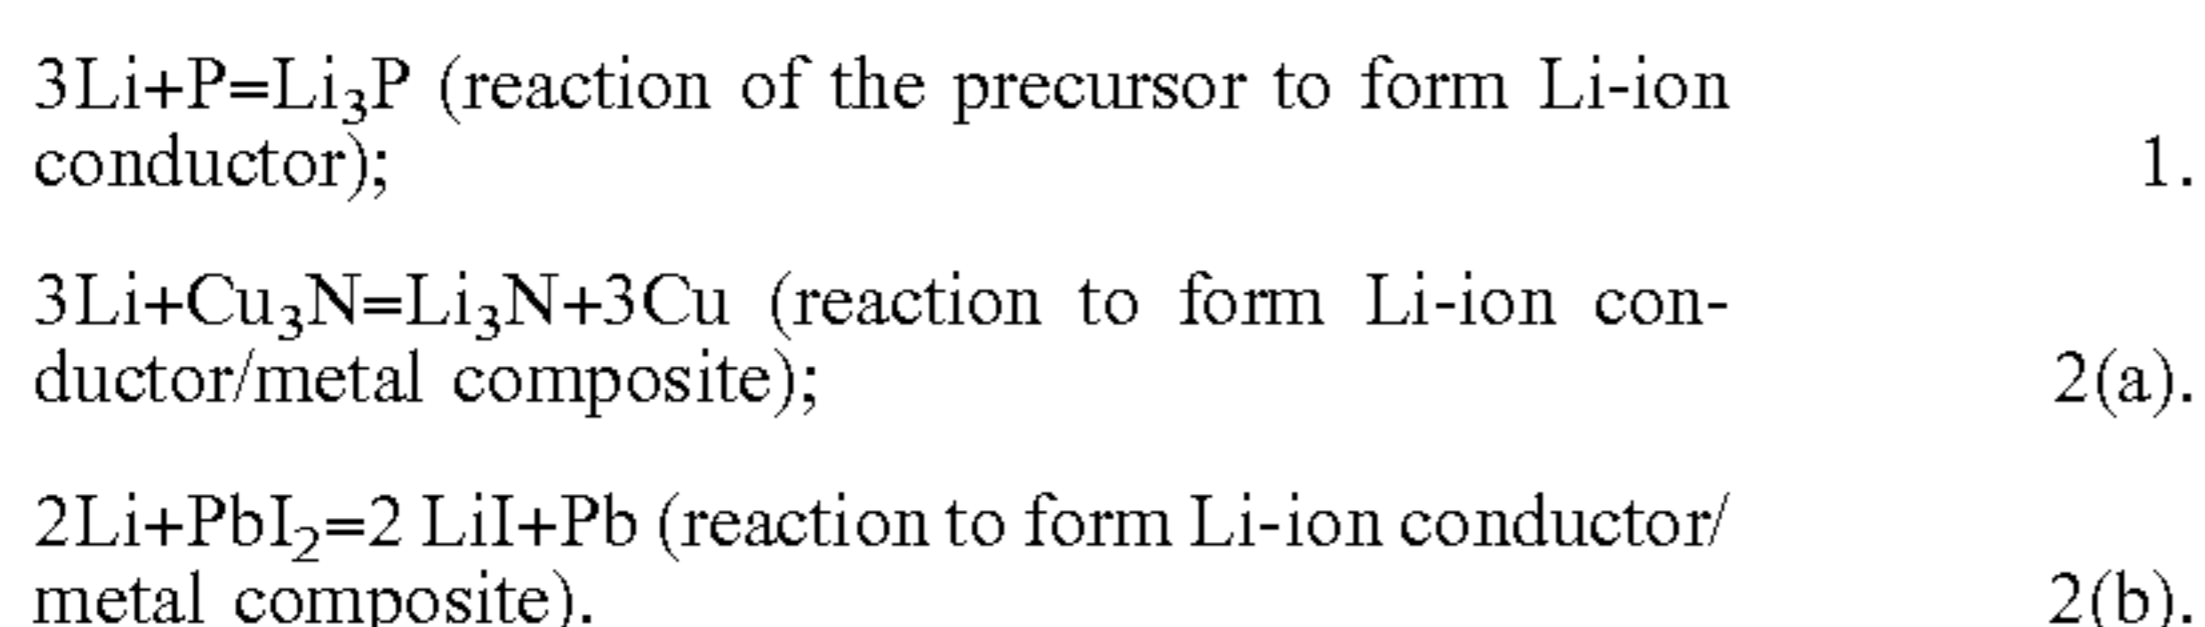 3Li+P=Li₃P (reaction of the precursor to form Li-ion
conductor); 1.
3Li+Cu₃N=Li₃N+3Cu (reaction to form Li-ion con-
ductor/metal composite); 2(a).
2Li+PbI₂=2 LiI+Pb (reaction to form Li-ion conductor/
metal composite). 2(b).